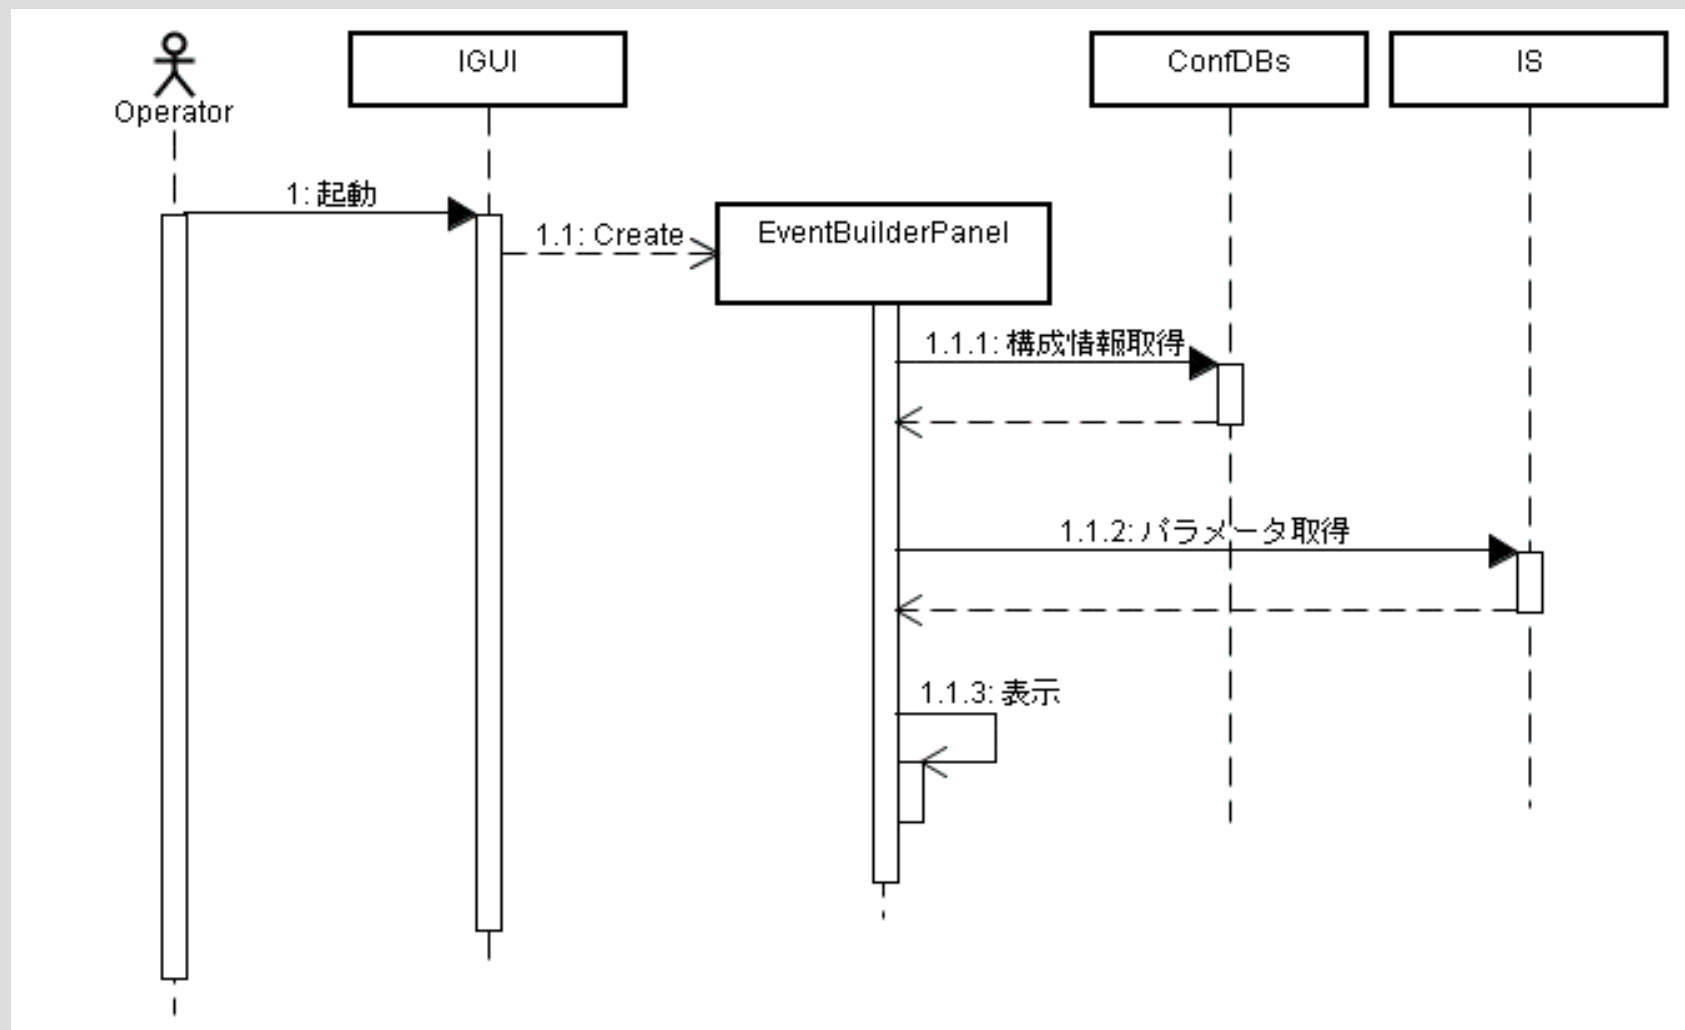 IGUI
ConfDBs
IS
Operator
1: 起動
1.1: Create
EventBuilderPanel
1.1.1: 構成情報取得
1.1.2: パラメータ取得
1.1.3: 表示